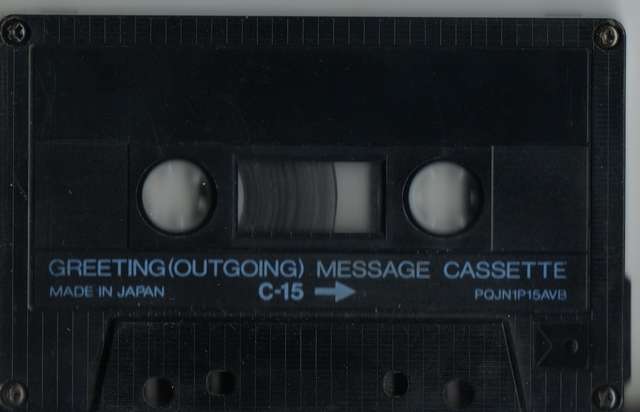 GREETING (OUTGOING) MESSAGE CASSETTE
MADE IN JAPAN C-15 → PQJN1P15AVB